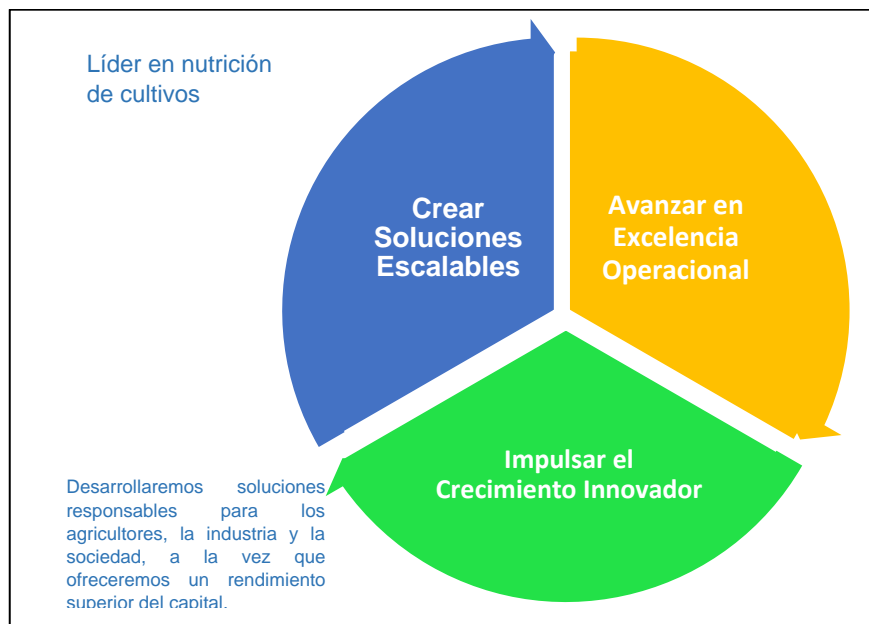 Líder en nutrición
de cultivos
Crear
Soluciones
Escalables
Avanzar en
Excelencia
Operacional
Impulsar el
Crecimiento Innovador
Desarrollaremos soluciones
responsables para los
agricultores, la industria y la
sociedad, a la vez que
ofreceremos un rendimiento
superior del capital.